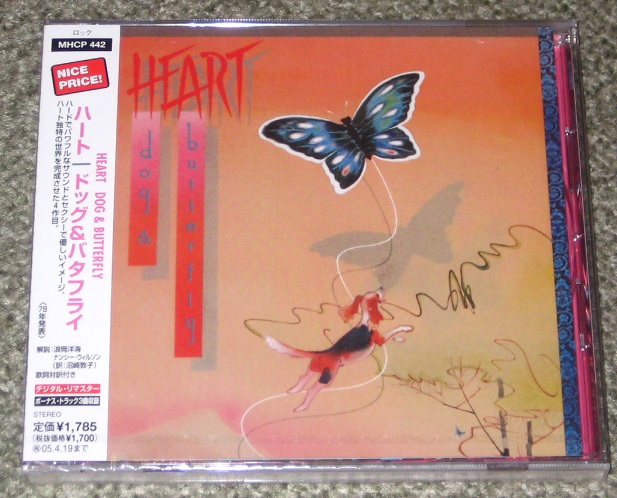 ロック
MHCP 442
NICE
PRICE!
HEART DOG & BUTTERFLY
ハート｜ドッグ&バタフライ
ハードでパワフルなサウンドとセクシーで優しいイメージ、
ハート独特の世界を完成させた4作目。
〈78年発表〉
解説:浪岡洋海
ナンシー・ウィルソン
(訳:沼崎敦子)
歌詞対訳付き
デジタル・リマスター
ボーナス・トラック3曲収録
STEREO
定価¥1,785
(税抜価格¥1,700)
05.4.19まで
HEART
dog &
butterfly